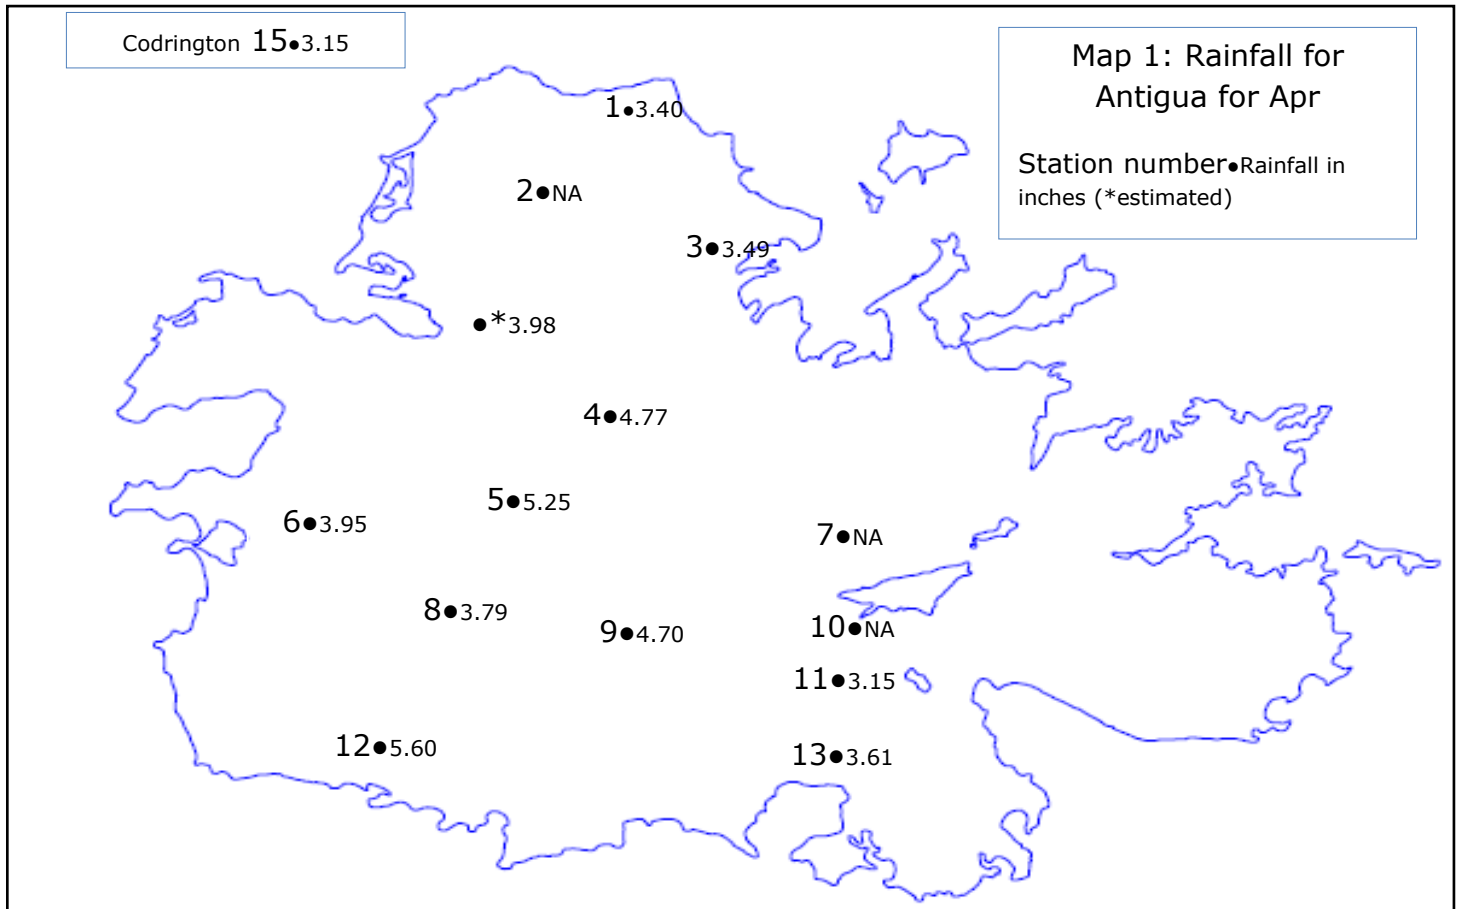 Codrington 15●3.15
Map 1: Rainfall for
Antigua for Apr
Station number●Rainfall in
inches (*estimated)
1●3.40
2●NA
3●3.49
●*3.98
4●4.77
5●5.25
6●3.95
7●NA
8●3.79
9●4.70
10●NA
11●3.15
12●5.60
13●3.61